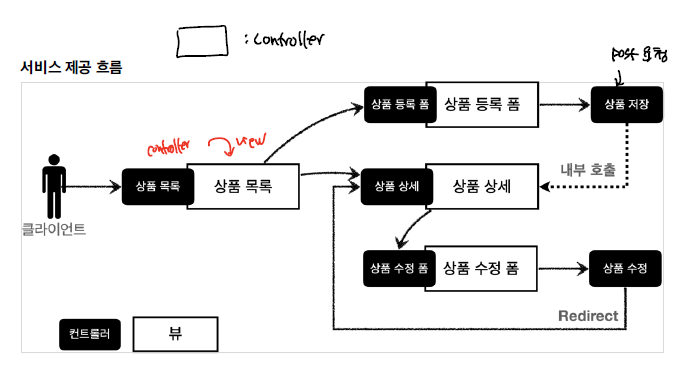 : Controller
post 요청
서비스 제공 흐름
상품 등록 폼
상품 등록 폼
상품 저장
controller
view
내부 호출
상품 목록
상품 목록
상품 상세
상품 상세
클라이언트
상품 수정 폼
상품 수정 폼
상품 수정
Redirect
컨트롤러
뷰